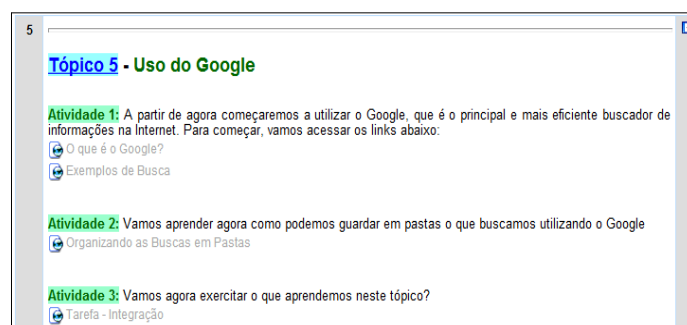 5
Tópico 5 - Uso do Google
Atividade 1: A partir de agora começaremos a utilizar o Google, que é o principal e mais eficiente buscador de
informações na Internet. Para começar, vamos acessar os links abaixo:
O que é o Google?
Exemplos de Busca
Atividade 2: Vamos aprender agora como podemos guardar em pastas o que buscamos utilizando o Google
Organizando as Buscas em Pastas
Atividade 3: Vamos agora exercitar o que aprendemos neste tópico?
Tarefa - Integração